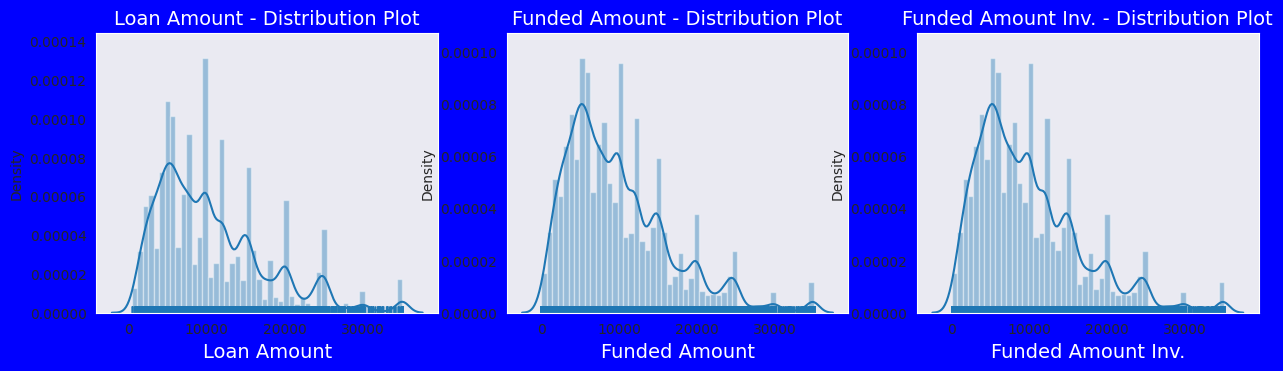 Loan Amount - Distribution Plot
0.00014
0.00012
0.00010
0.00008
0.00006
0.00004
0.00002
0.00000
Density
0 10000 20000 30000
Loan Amount
Funded Amount - Distribution Plot
0.00010
0.00008
0.00006
0.00004
0.00002
0.00000
Density
0 10000 20000 30000
Funded Amount
Funded Amount Inv. - Distribution Plot
0.00010
0.00008
0.00006
0.00004
0.00002
0.00000
Density
0 10000 20000 30000
Funded Amount Inv.